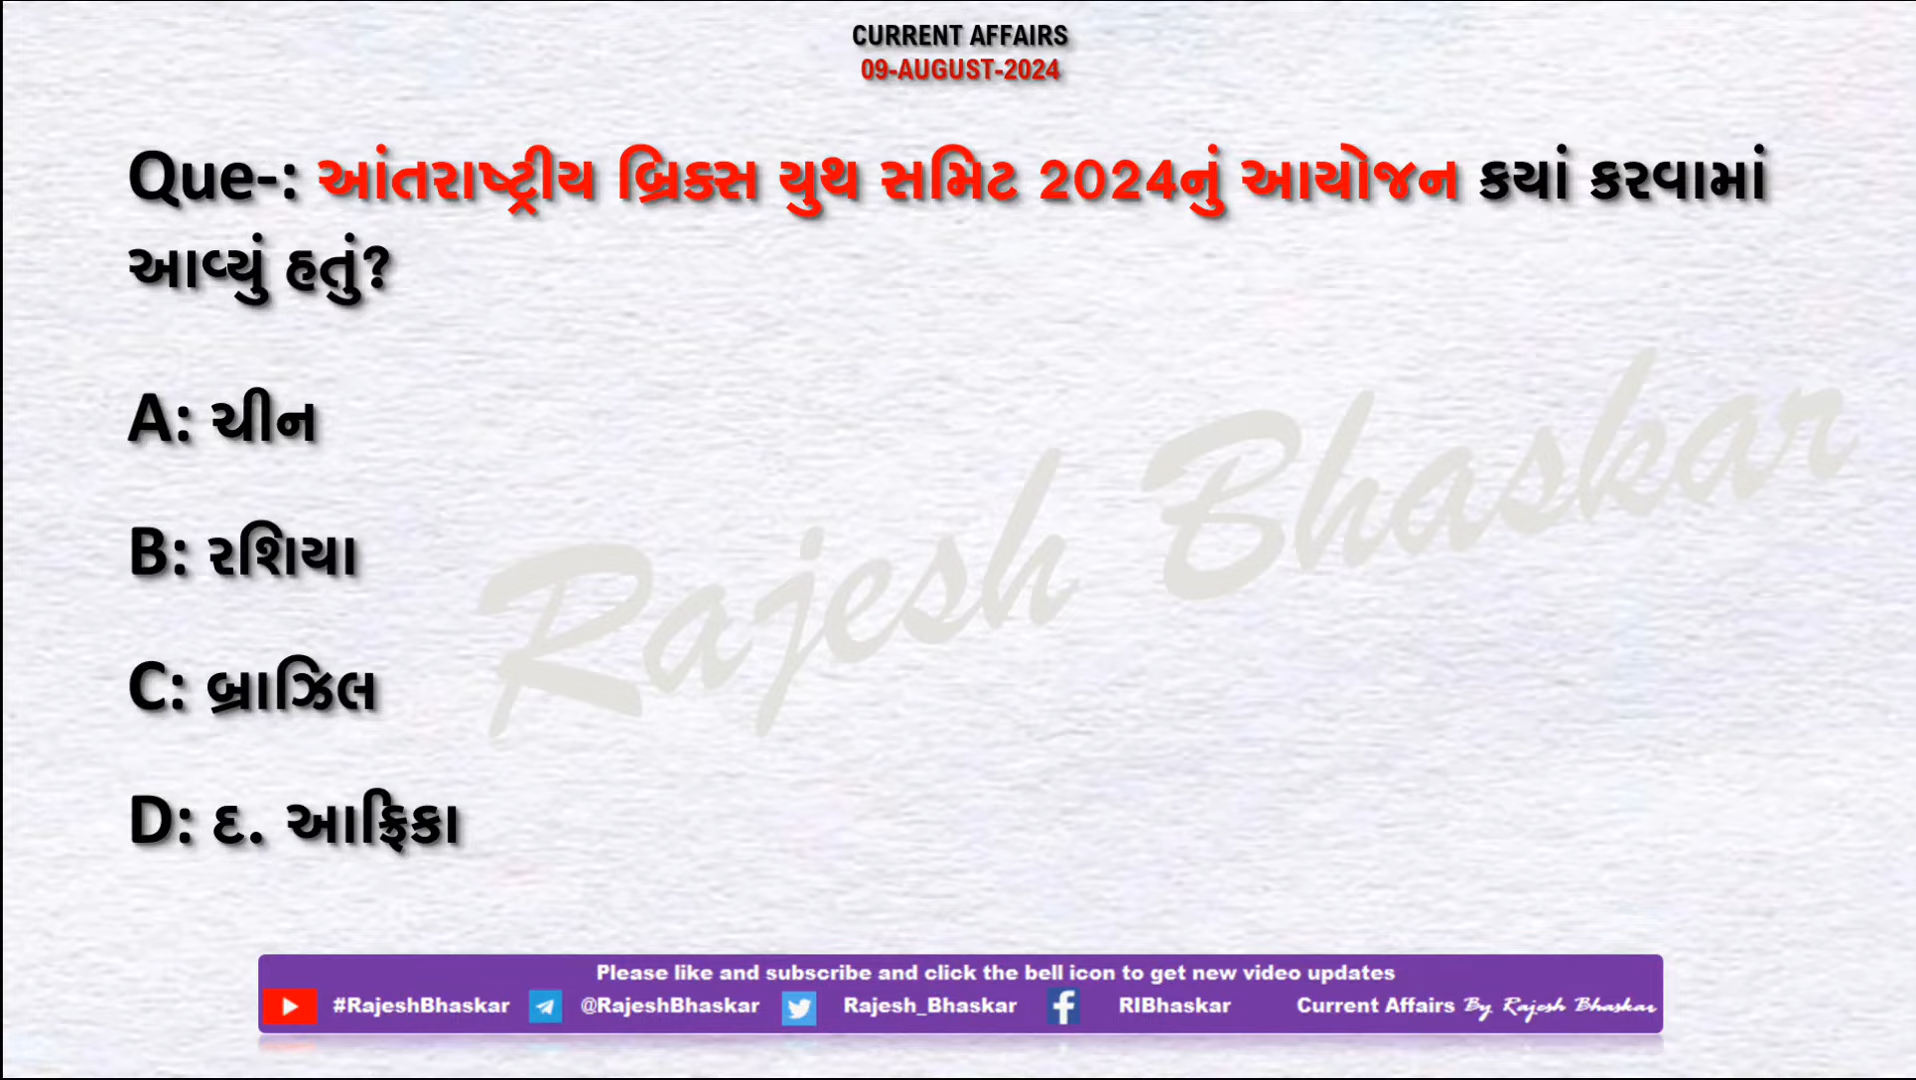 CURRENT AFFAIRS
09-AUGUST-2024
Que-: આંતરાષ્ટ્રીય બ્રિક્સ યુથ સમિટ 2024નું આયોજન કયાં કરવામાં
આવ્યું હતું?
A: ચીન
B: રશિયા
C: બ્રાઝિલ
D: દ. આફ્રિકા
Rajesh Bhaskar
Please like and subscribe and click the bell icon to get new video updates
#RajeshBhaskar @RajeshBhaskar Rajesh_Bhaskar RIBhaskar Current Affairs By Rajesh Bhaskar